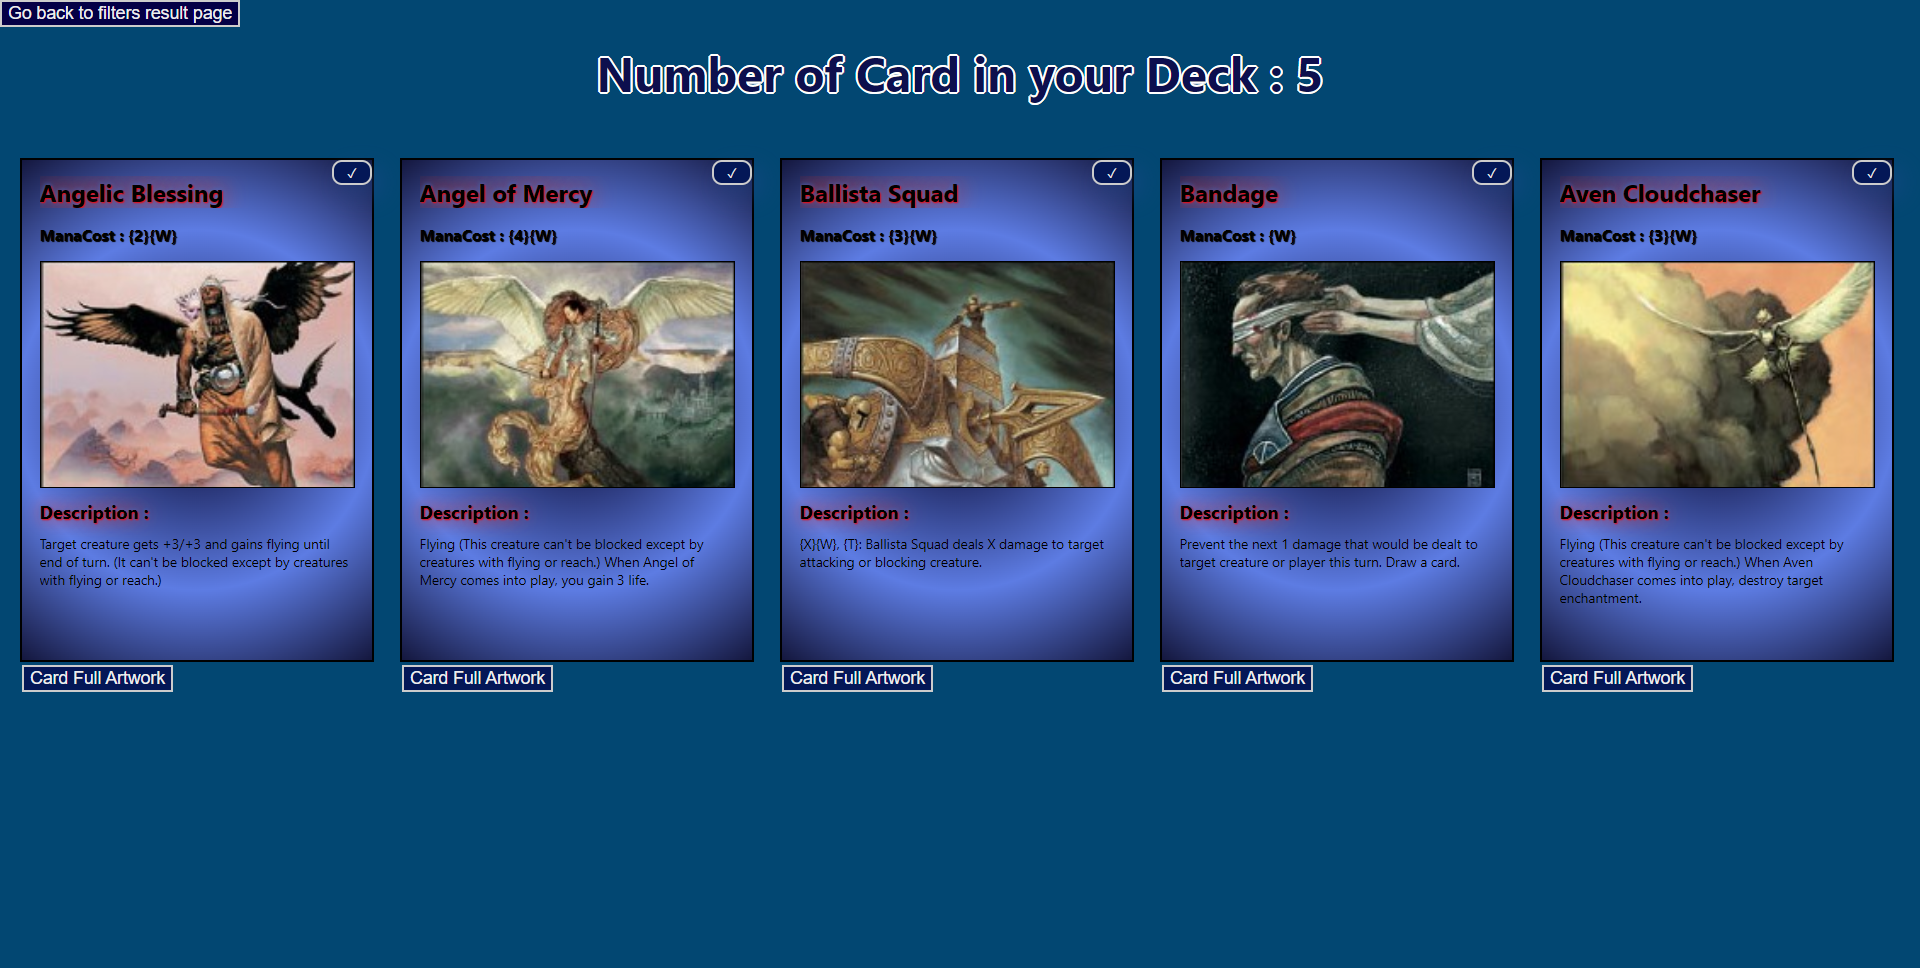 Go back to filters result page
Number of Card in your Deck : 5
✓
Angelic Blessing
ManaCost : {2}{W}
Description :
Target creature gets +3/+3 and gains flying until
end of turn. (It can't be blocked except by creatures
with flying or reach.)
Card Full Artwork
✓
Angel of Mercy
ManaCost : {4}{W}
Description :
Flying (This creature can't be blocked except by
creatures with flying or reach.) When Angel of
Mercy comes into play, you gain 3 life.
Card Full Artwork
✓
Ballista Squad
ManaCost : {3}{W}
Description :
{X}{W}, {T}: Ballista Squad deals X damage to target
attacking or blocking creature.
Card Full Artwork
✓
Bandage
ManaCost : {W}
Description :
Prevent the next 1 damage that would be dealt to
target creature or player this turn. Draw a card.
Card Full Artwork
✓
Aven Cloudchaser
ManaCost : {3}{W}
Description :
Flying (This creature can't be blocked except by
creatures with flying or reach.) When Aven
Cloudchaser comes into play, destroy target
enchantment.
Card Full Artwork